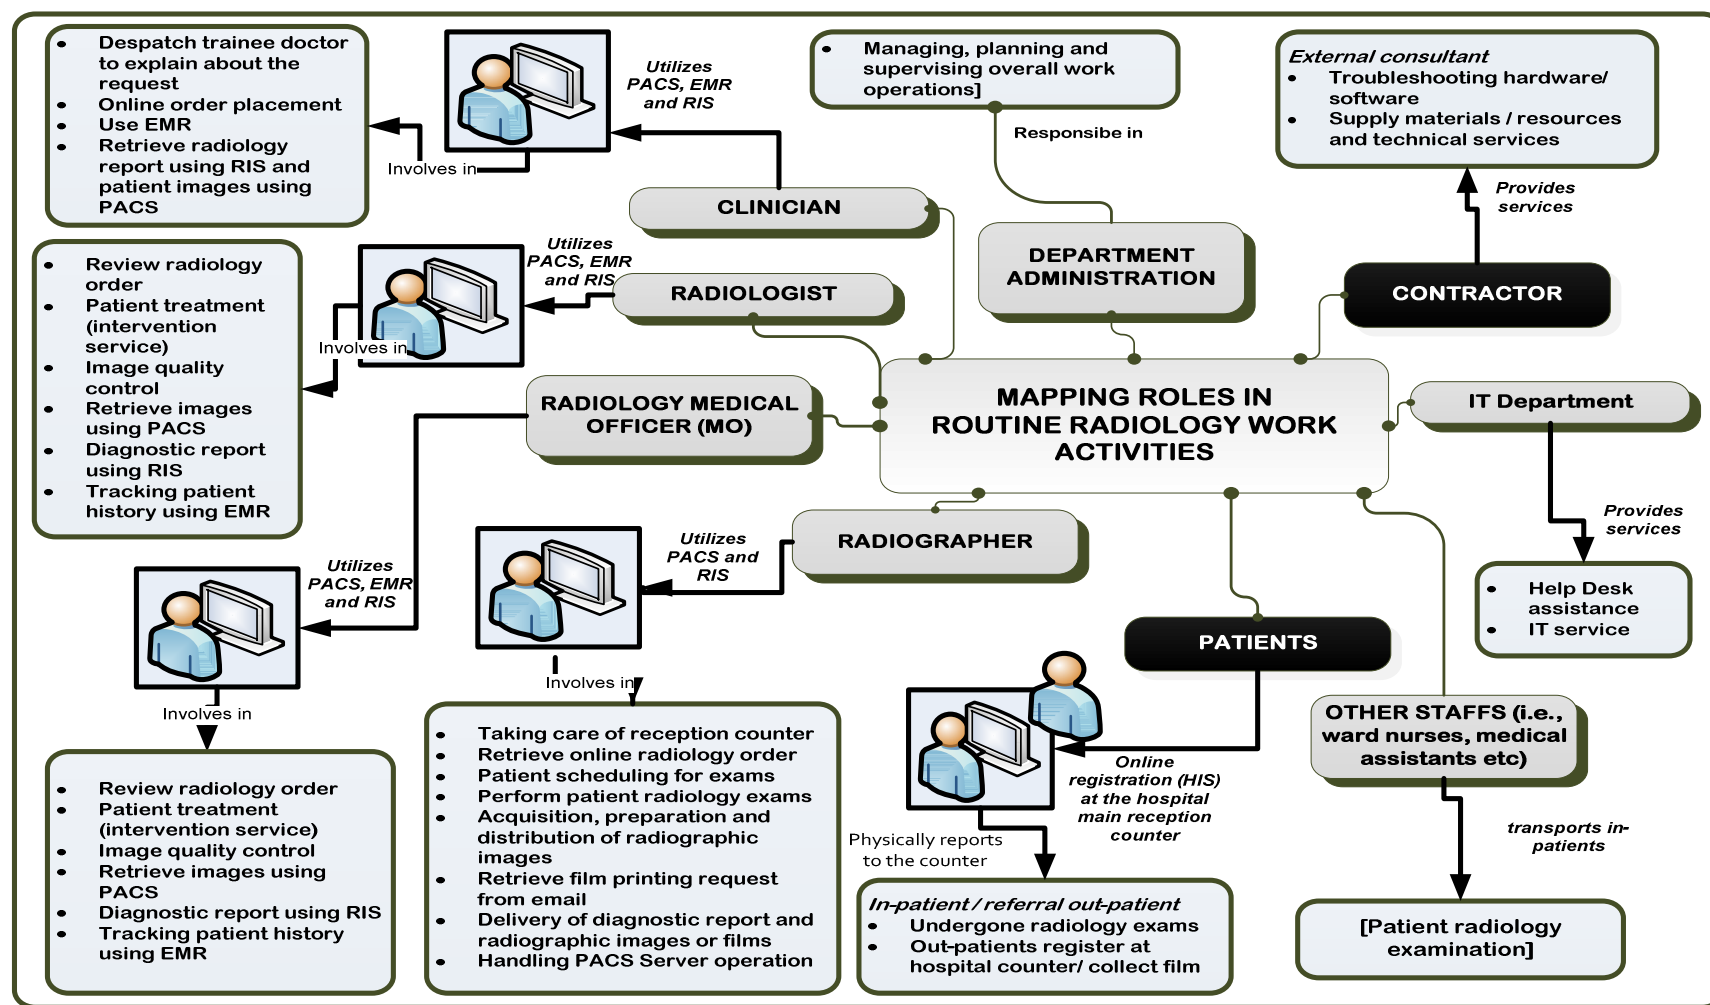 Despatch trainee doctor
to explain about the
request
Online order placement
Use EMR
Retrieve radiology
report using RIS and
patient images using
PACS
Utilizes
PACS, EMR
and RIS
Involves in
CLINICIAN
Managing, planning and
supervising overall work
operations]
Responsibe in
DEPARTMENT
ADMINISTRATION
External consultant
Troubleshooting hardware/
software
Supply materials / resources
and technical services
Provides
services
CONTRACTOR
Review radiology
order
Patient treatment
(intervention
service)
Image quality
control
Retrieve images
using PACS
Diagnostic report
using RIS
Tracking patient
history using EMR
Utilizes
PACS, EMR
and RIS
Involves in
RADIOLOGIST
RADIOLOGY MEDICAL
OFFICER (MO)
MAPPING ROLES IN
ROUTINE RADIOLOGY WORK
ACTIVITIES
IT Department
Provides
services
Help Desk
assistance
IT service
RADIOGRAPHER
Utilizes
PACS and
RIS
Utilizes
PACS, EMR
and RIS
Involves in
Involves in
PATIENTS
Review radiology order
Patient treatment
(intervention service)
Image quality control
Retrieve images using
PACS
Diagnostic report using RIS
Tracking patient history
using EMR
Taking care of reception counter
Retrieve online radiology order
Patient scheduling for exams
Perform patient radiology exams
Acquisition, preparation and
distribution of radiographic
images
Retrieve film printing request
from email
Delivery of diagnostic report and
radiographic images or films
Handling PACS Server operation
Online
registration (HIS)
at the hospital
main reception
counter
Physically reports
to the counter
In-patient / referral out-patient
Undergone radiology exams
Out-patients register at
hospital counter/ collect film
OTHER STAFFS (i.e.,
ward nurses, medical
assistants etc)
transports in-
patients
[Patient radiology
examination]